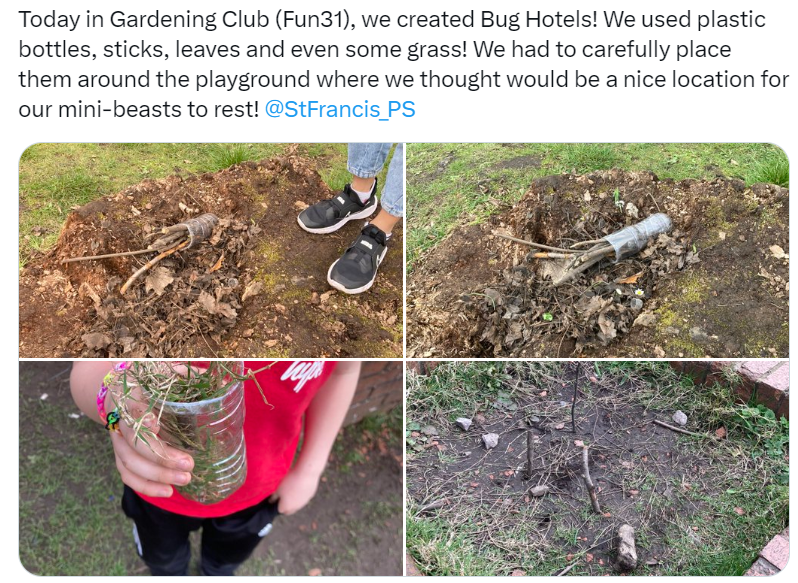 Today in Gardening Club (Fun31), we created Bug Hotels! We used plastic
bottles, sticks, leaves and even some grass! We had to carefully place
them around the playground where we thought would be a nice location for
our mini-beasts to rest! @StFrancis_PS